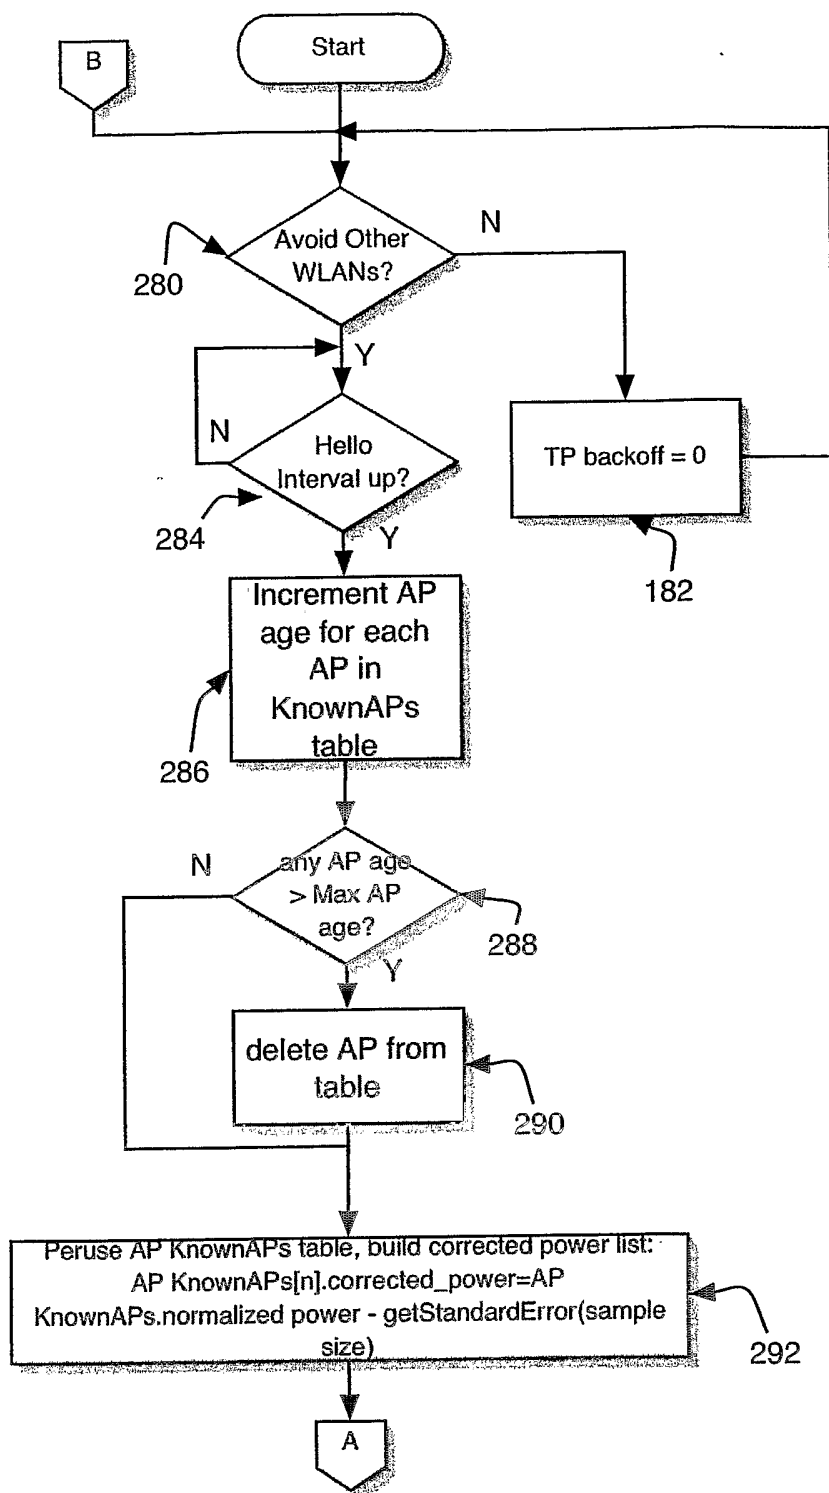 B
Start
Avoid Other
WLANs?
N
280
Y
N
Hello
Interval up?
TP backoff = 0
284
Y
182
Increment AP
age for each
AP in
KnownAPs
table
286
N
any AP age
> Max AP
age?
288
Y
delete AP from
table
290
Peruse AP KnownAPs table, build corrected power list:
AP KnownAPs[n].corrected_power=AP
KnownAPs.normalized power - getStandardError(sample
size)
292
A